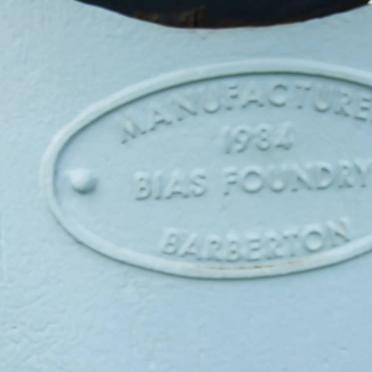 MANUFACTURE
1984
BIAS FOUNDRY
BARBERTON